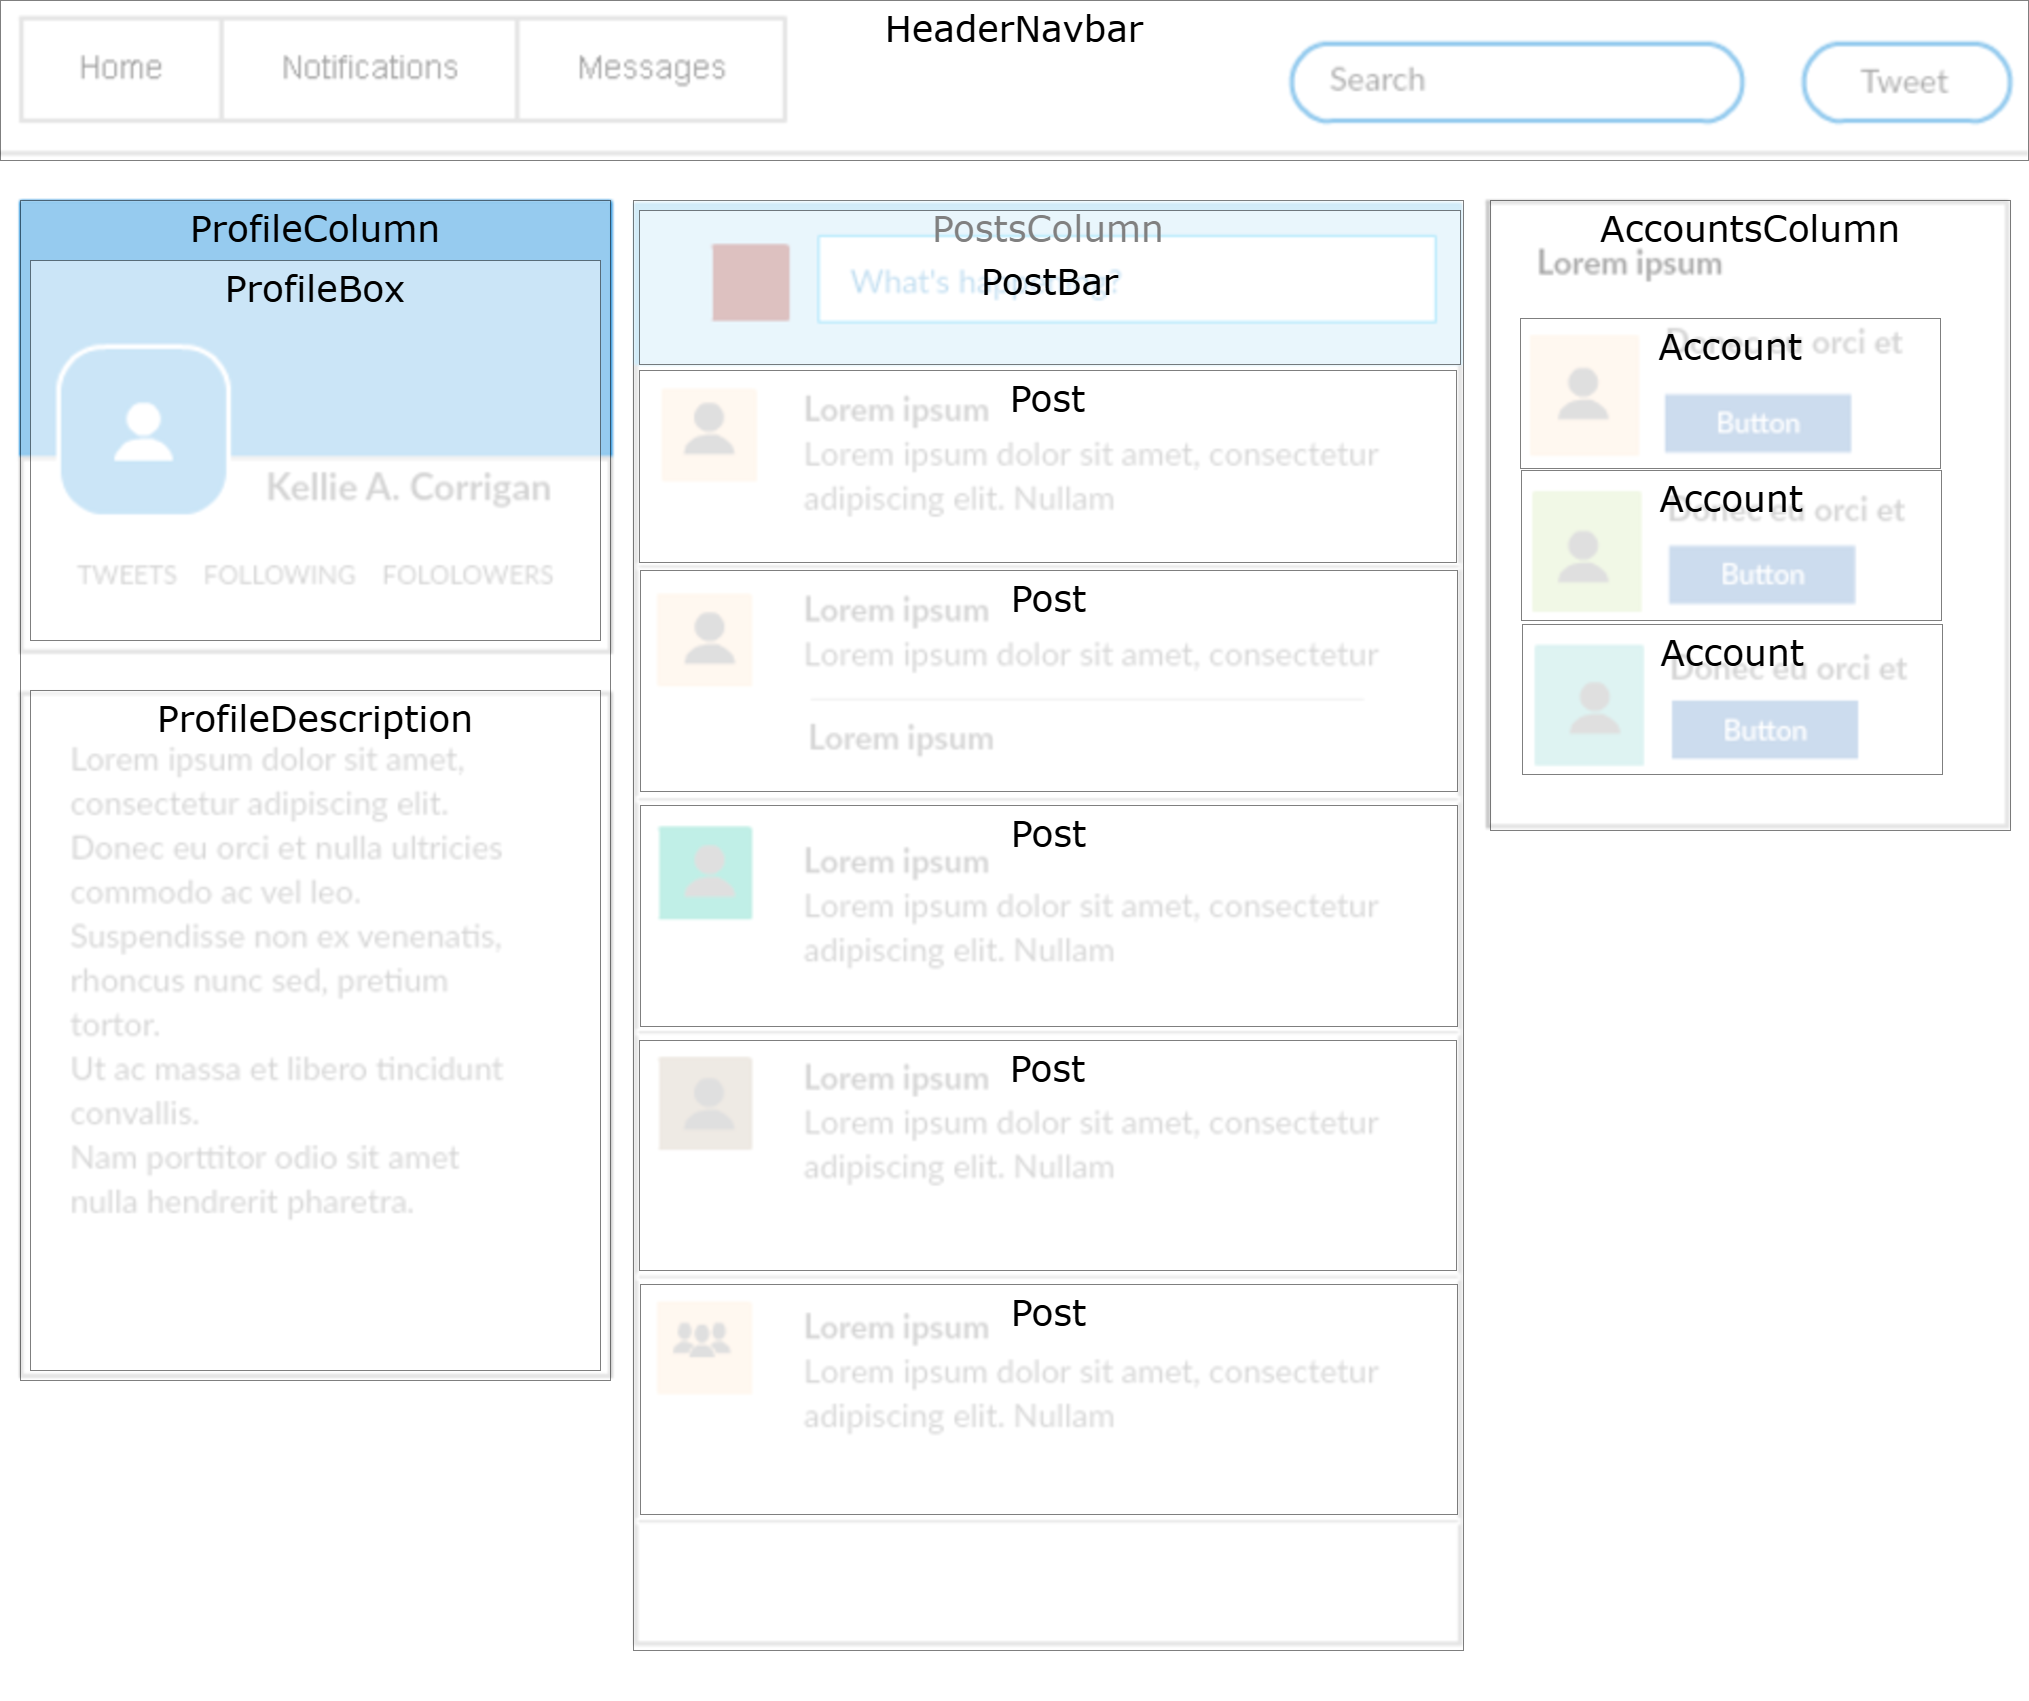 HeaderNavbar
Home
Notifications
Messages
Search
Tweet
ProfileColumn
ProfileBox
Kellie A. Corrigan
TWEETS FOLLOWING FOLOLOWERS
ProfileDescription
Lorem ipsum dolor sit amet,
consectetur adipiscing elit.
Donec eu orci et nulla ultricies
commodo ac vel leo.
Suspendisse non ex venenatis,
rhoncus nunc sed, pretium
tortor.
Ut ac massa et libero tincidunt
convallis.
Nam porttitor odio sit amet
nulla hendrerit pharetra.
PostsColumn
What's happening?
PostBar
Post
Lorem ipsum
Lorem ipsum dolor sit amet, consectetur
adipiscing elit. Nullam
Post
Lorem ipsum
Lorem ipsum dolor sit amet, consectetur
Lorem ipsum
Post
Lorem ipsum
Lorem ipsum dolor sit amet, consectetur
adipiscing elit. Nullam
Post
Lorem ipsum
Lorem ipsum dolor sit amet, consectetur
adipiscing elit. Nullam
Post
Lorem ipsum
Lorem ipsum dolor sit amet, consectetur
adipiscing elit. Nullam
AccountsColumn
Lorem ipsum
Account
Donec eu orci et
Button
Account
Donec eu orci et
Button
Account
Donec eu orci et
Button